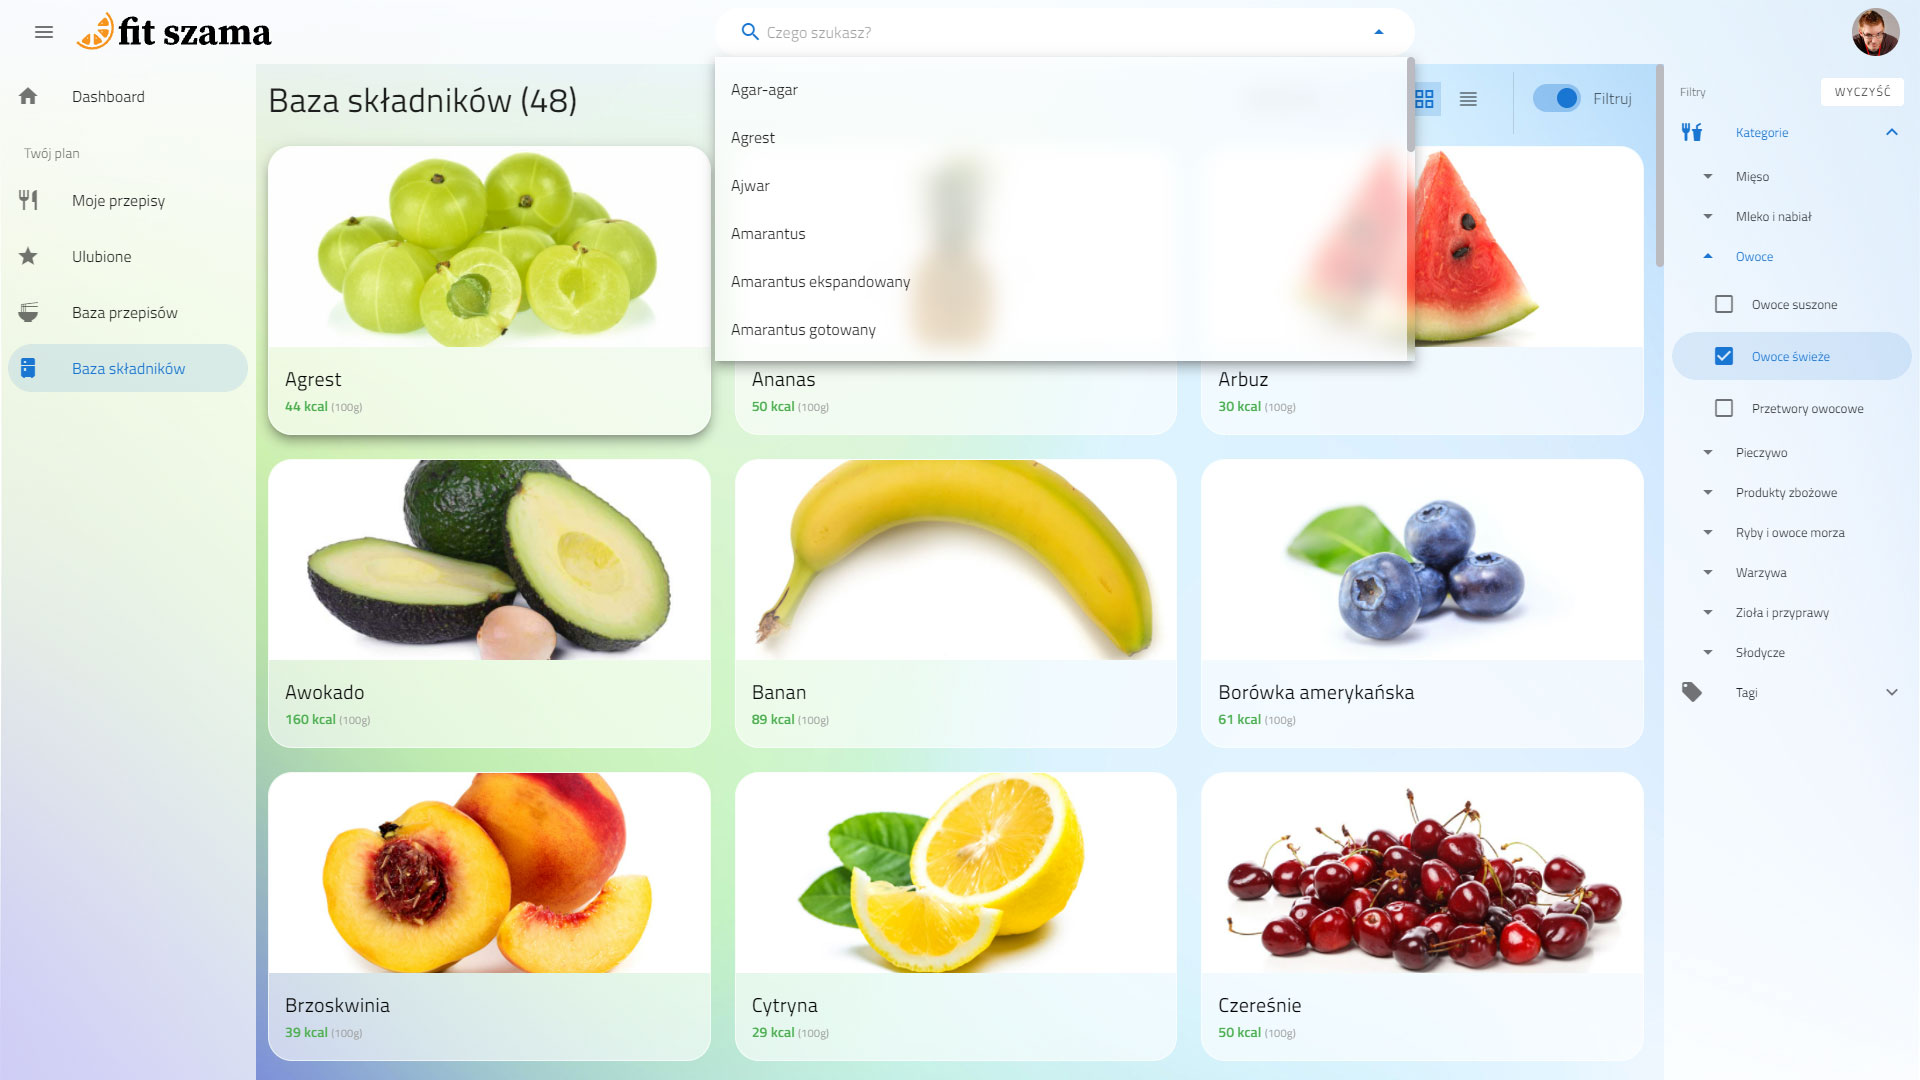 fit szama
Czego szukasz?
Dashboard
Twój plan
Moje przepisy
Ulubione
Baza przepisów
Baza składników
Baza składników (48)
Agar-agar
Agrest
Ajwar
Amarantus
Amarantus ekspandowany
Amarantus gotowany
Filtruj
Agrest
44 kcal (100g)
Ananas
50 kcal (100g)
Arbuz
30 kcal (100g)
Awokado
160 kcal (100g)
Banan
89 kcal (100g)
Borówka amerykańska
61 kcal (100g)
Brzoskwinia
39 kcal (100g)
Cytryna
29 kcal (100g)
Czereśnie
50 kcal (100g)
Filtry
WYCZYŚĆ
Kategorie
Mięso
Mleko i nabiał
Owoce
Owoce suszone
Owoce świeże
Przetwory owocowe
Pieczywo
Produkty zbożowe
Ryby i owoce morza
Warzywa
Zioła i przyprawy
Słodycze
Tagi